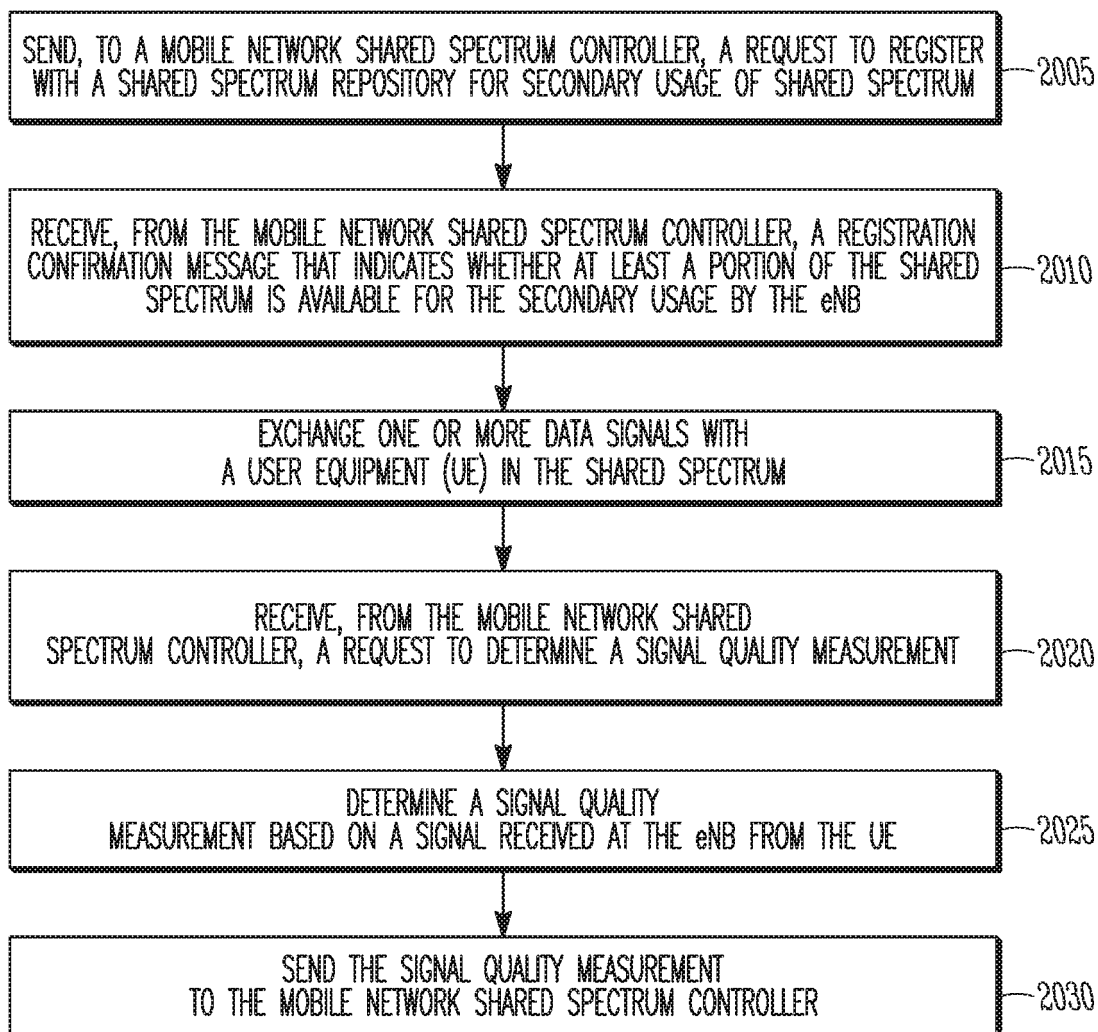 SEND, TO A MOBILE NETWORK SHARED SPECTRUM CONTROLLER, A REQUEST TO REGISTER
WITH A SHARED SPECTRUM REPOSITORY FOR SECONDARY USAGE OF SHARED SPECTRUM
2005
RECEIVE, FROM THE MOBILE NETWORK SHARED SPECTRUM CONTROLLER, A REGISTRATION
CONFIRMATION MESSAGE THAT INDICATES WHETHER AT LEAST A PORTION OF THE SHARED
SPECTRUM IS AVAILABLE FOR THE SECONDARY USAGE BY THE eNB
2010
EXCHANGE ONE OR MORE DATA SIGNALS WITH
A USER EQUIPMENT (UE) IN THE SHARED SPECTRUM
2015
RECEIVE, FROM THE MOBILE NETWORK SHARED
SPECTRUM CONTROLLER, A REQUEST TO DETERMINE A SIGNAL QUALITY MEASUREMENT
2020
DETERMINE A SIGNAL QUALITY
MEASUREMENT BASED ON A SIGNAL RECEIVED AT THE eNB FROM THE UE
2025
SEND THE SIGNAL QUALITY MEASUREMENT
TO THE MOBILE NETWORK SHARED SPECTRUM CONTROLLER
2030